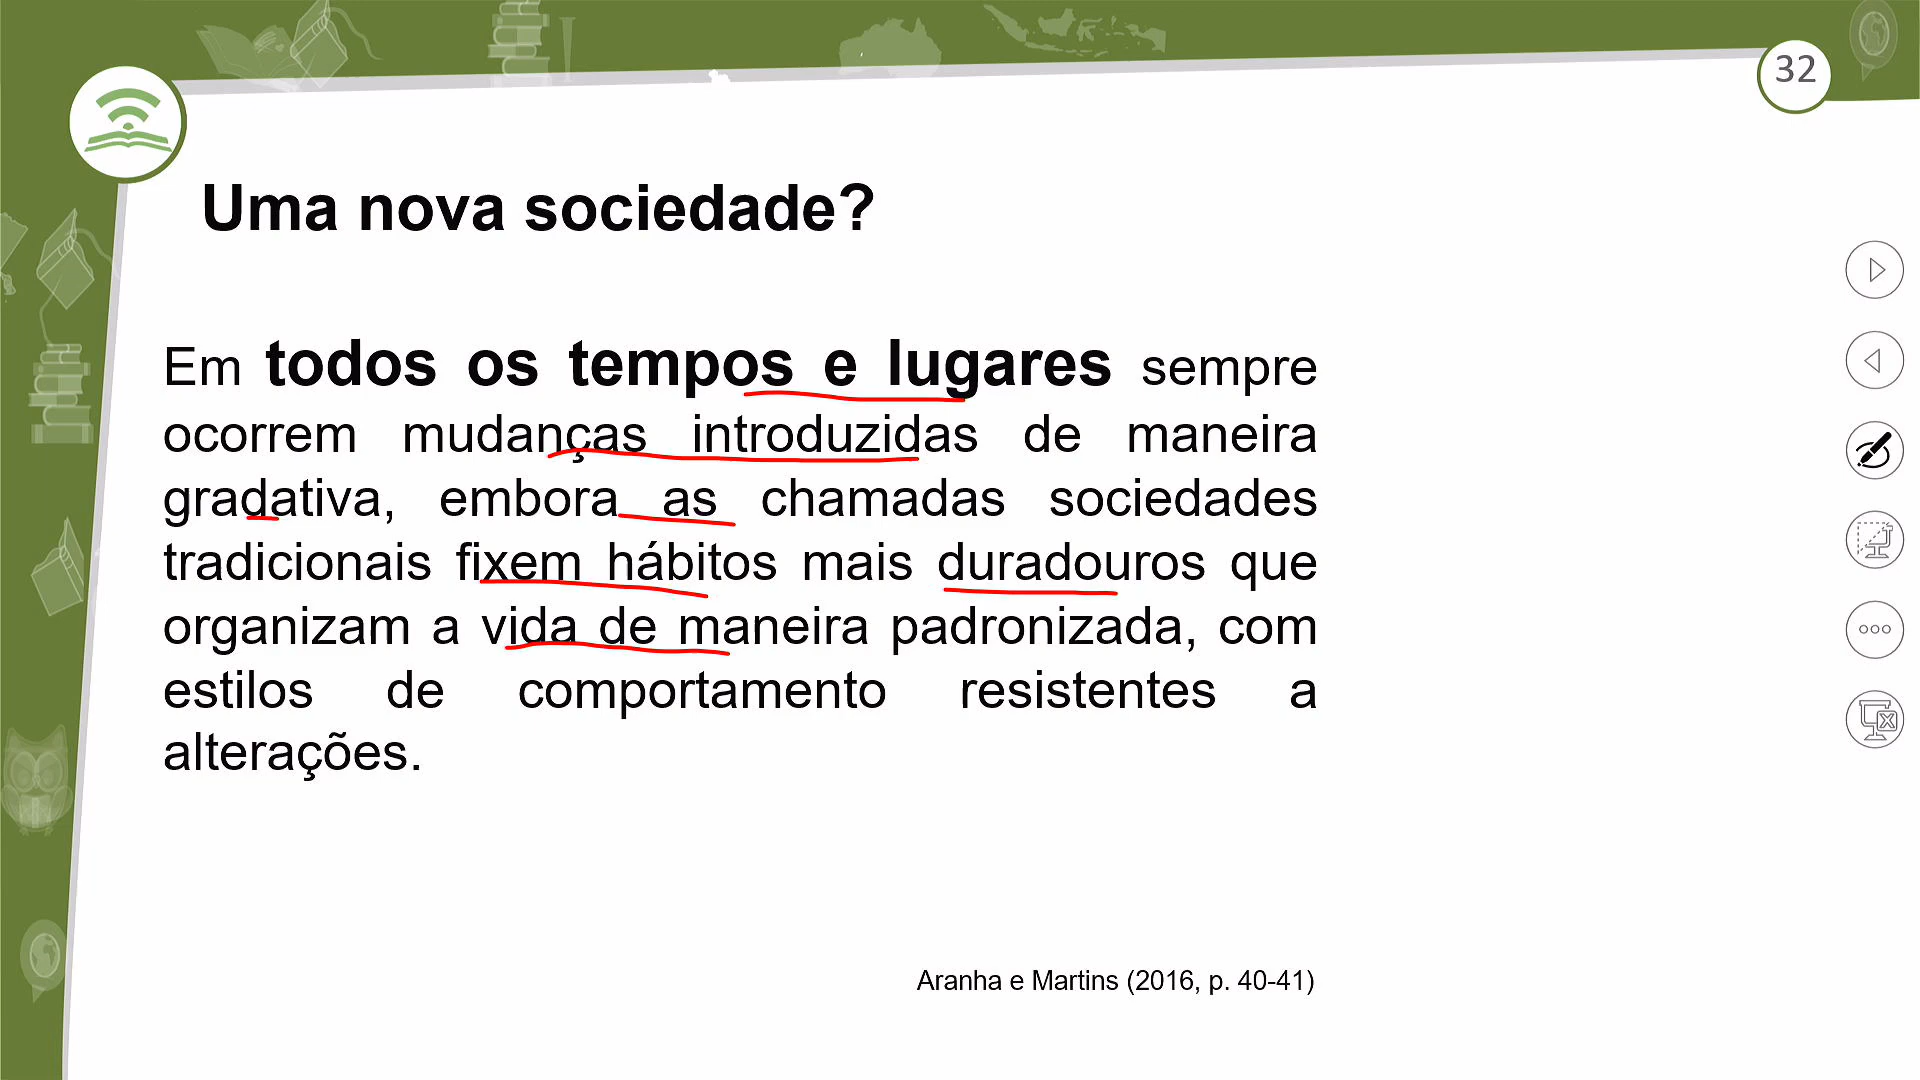 32
Uma nova sociedade?
Em todos os tempos e lugares sempre
ocorrem mudanças introduzidas de maneira
gradativa, embora as chamadas sociedades
tradicionais fixem hábitos mais duradouros que
organizam a vida de maneira padronizada, com
estilos de comportamento resistentes a
alterações.
Aranha e Martins (2016, p. 40-41)